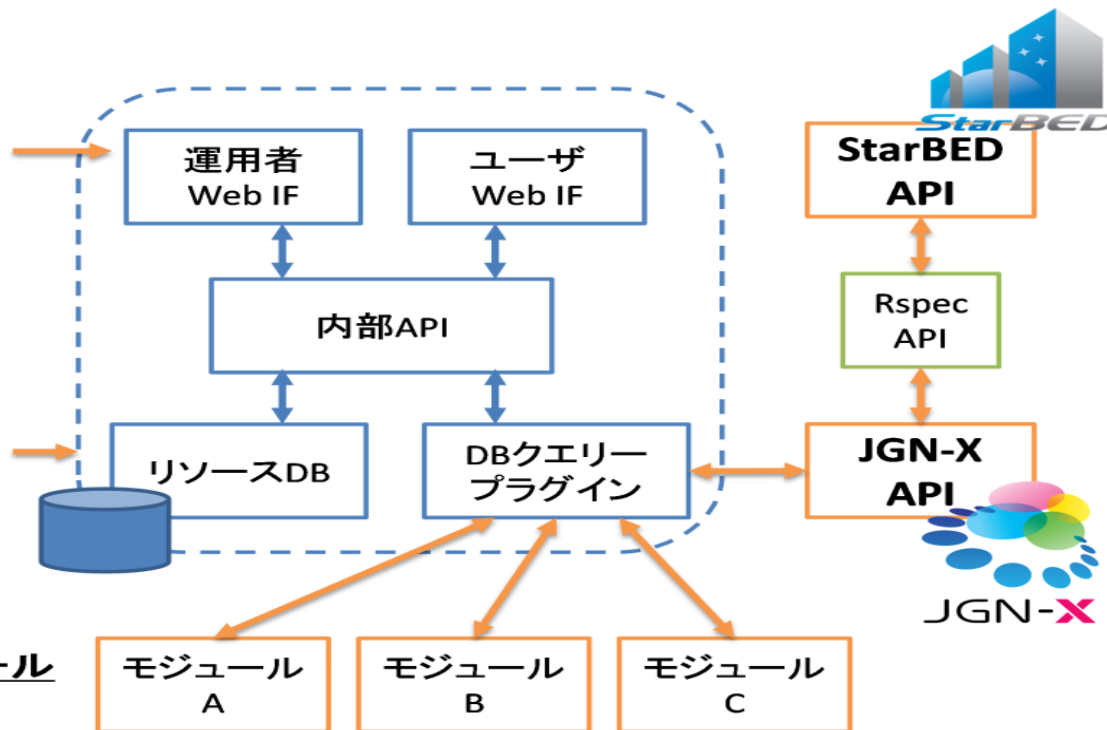 StarBED
運用者
Web IF
ユーザ
Web IF
StarBED
API
内部API
Rspec
API
リソースDB
DBクエリー
プラグイン
JGN-X
API
JGN-X
ール
モジュール
A
モジュール
B
モジュール
C